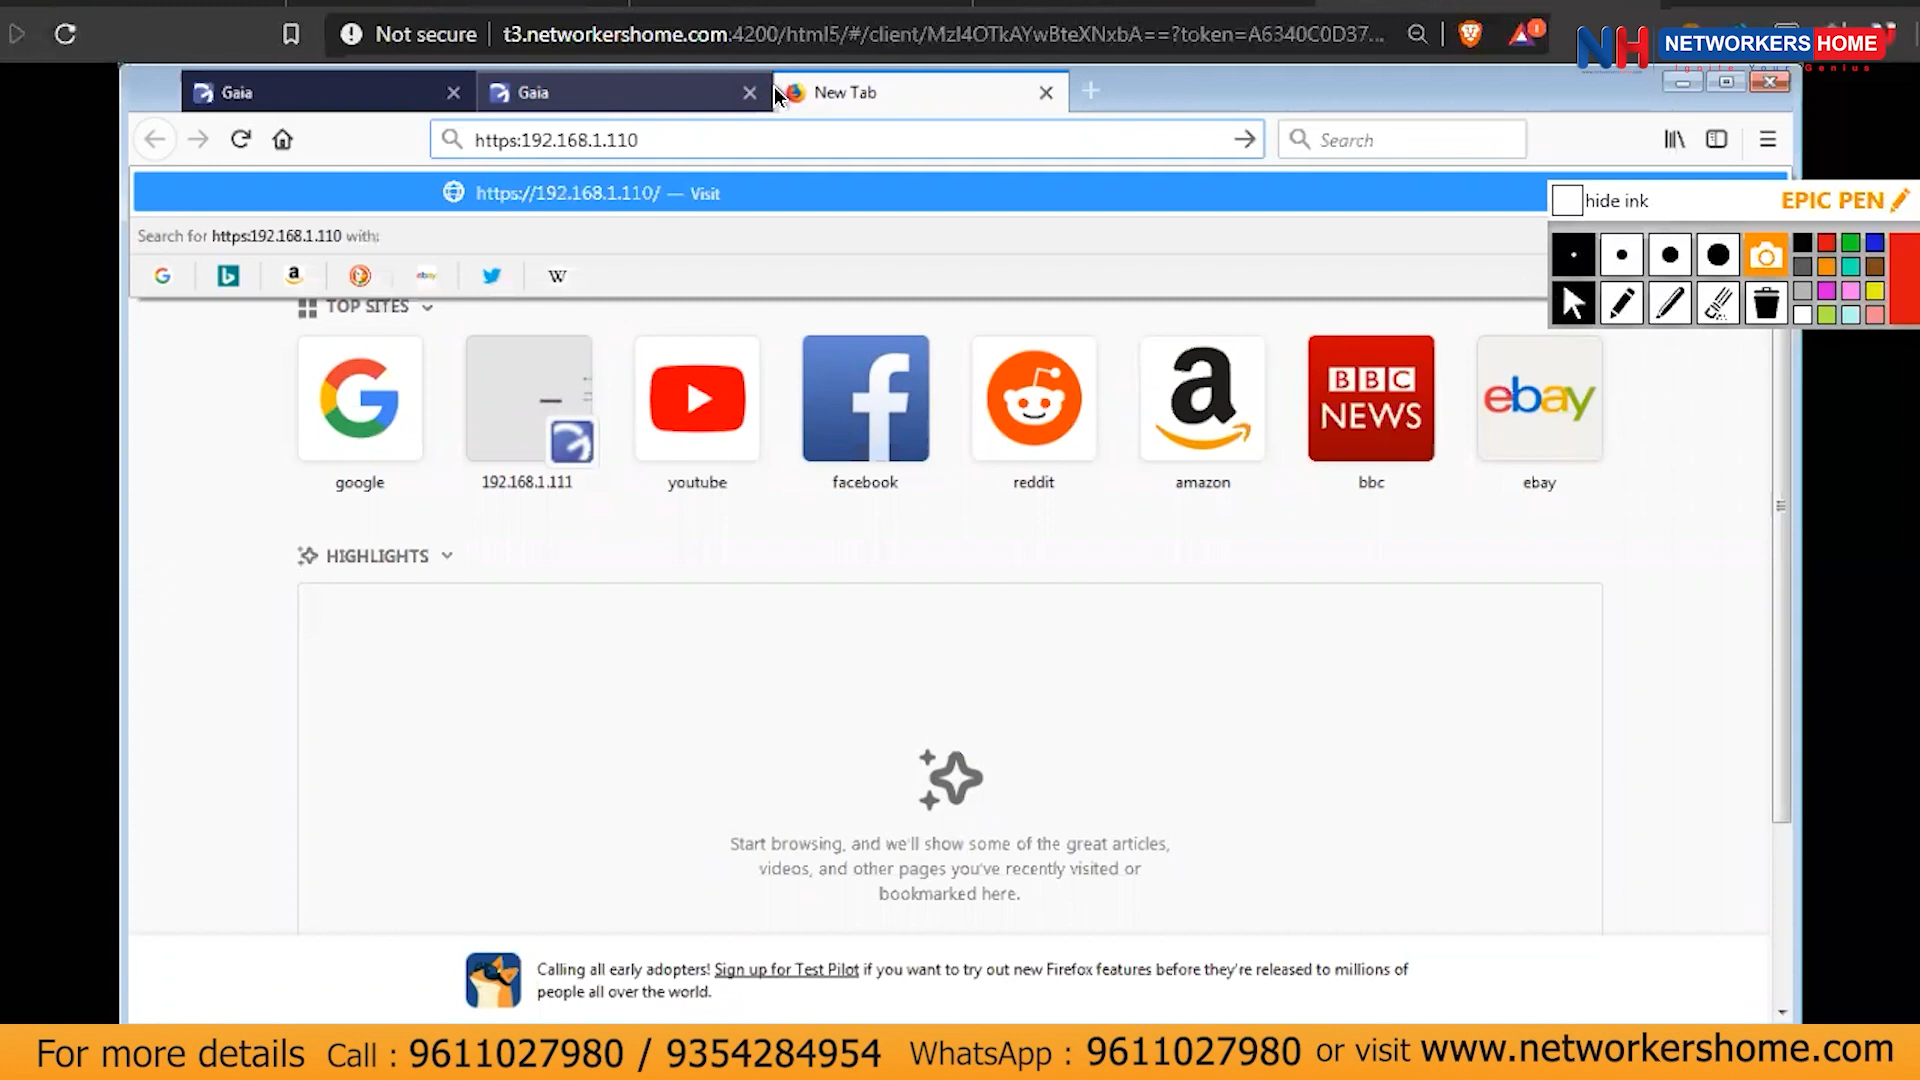 Not secure
t3.networkershome.com:4200/html5/#/client/MzI4OTkAYwBteXNxbA==?token=A6340C0D37...
NH NETWORKERS HOME
Ignite Your Genius
Gaia
Gaia
New Tab
https:192.168.1.110
Search
https://192.168.1.110/ — Visit
hide ink
EPIC PEN
Search for https:192.168.1.110 with:
TOP SITES
BBC
NEWS
ebay
google
192.168.1.111
youtube
facebook
reddit
amazon
bbc
ebay
HIGHLIGHTS
Start browsing, and we'll show some of the great articles,
videos, and other pages you've recently visited or
bookmarked here.
Calling all early adopters! Sign up for Test Pilot if you want to try out new Firefox features before they're released to millions of
people all over the world.
For more details Call : 9611027980 / 9354284954 WhatsApp : 9611027980 or visit www.networkershome.com